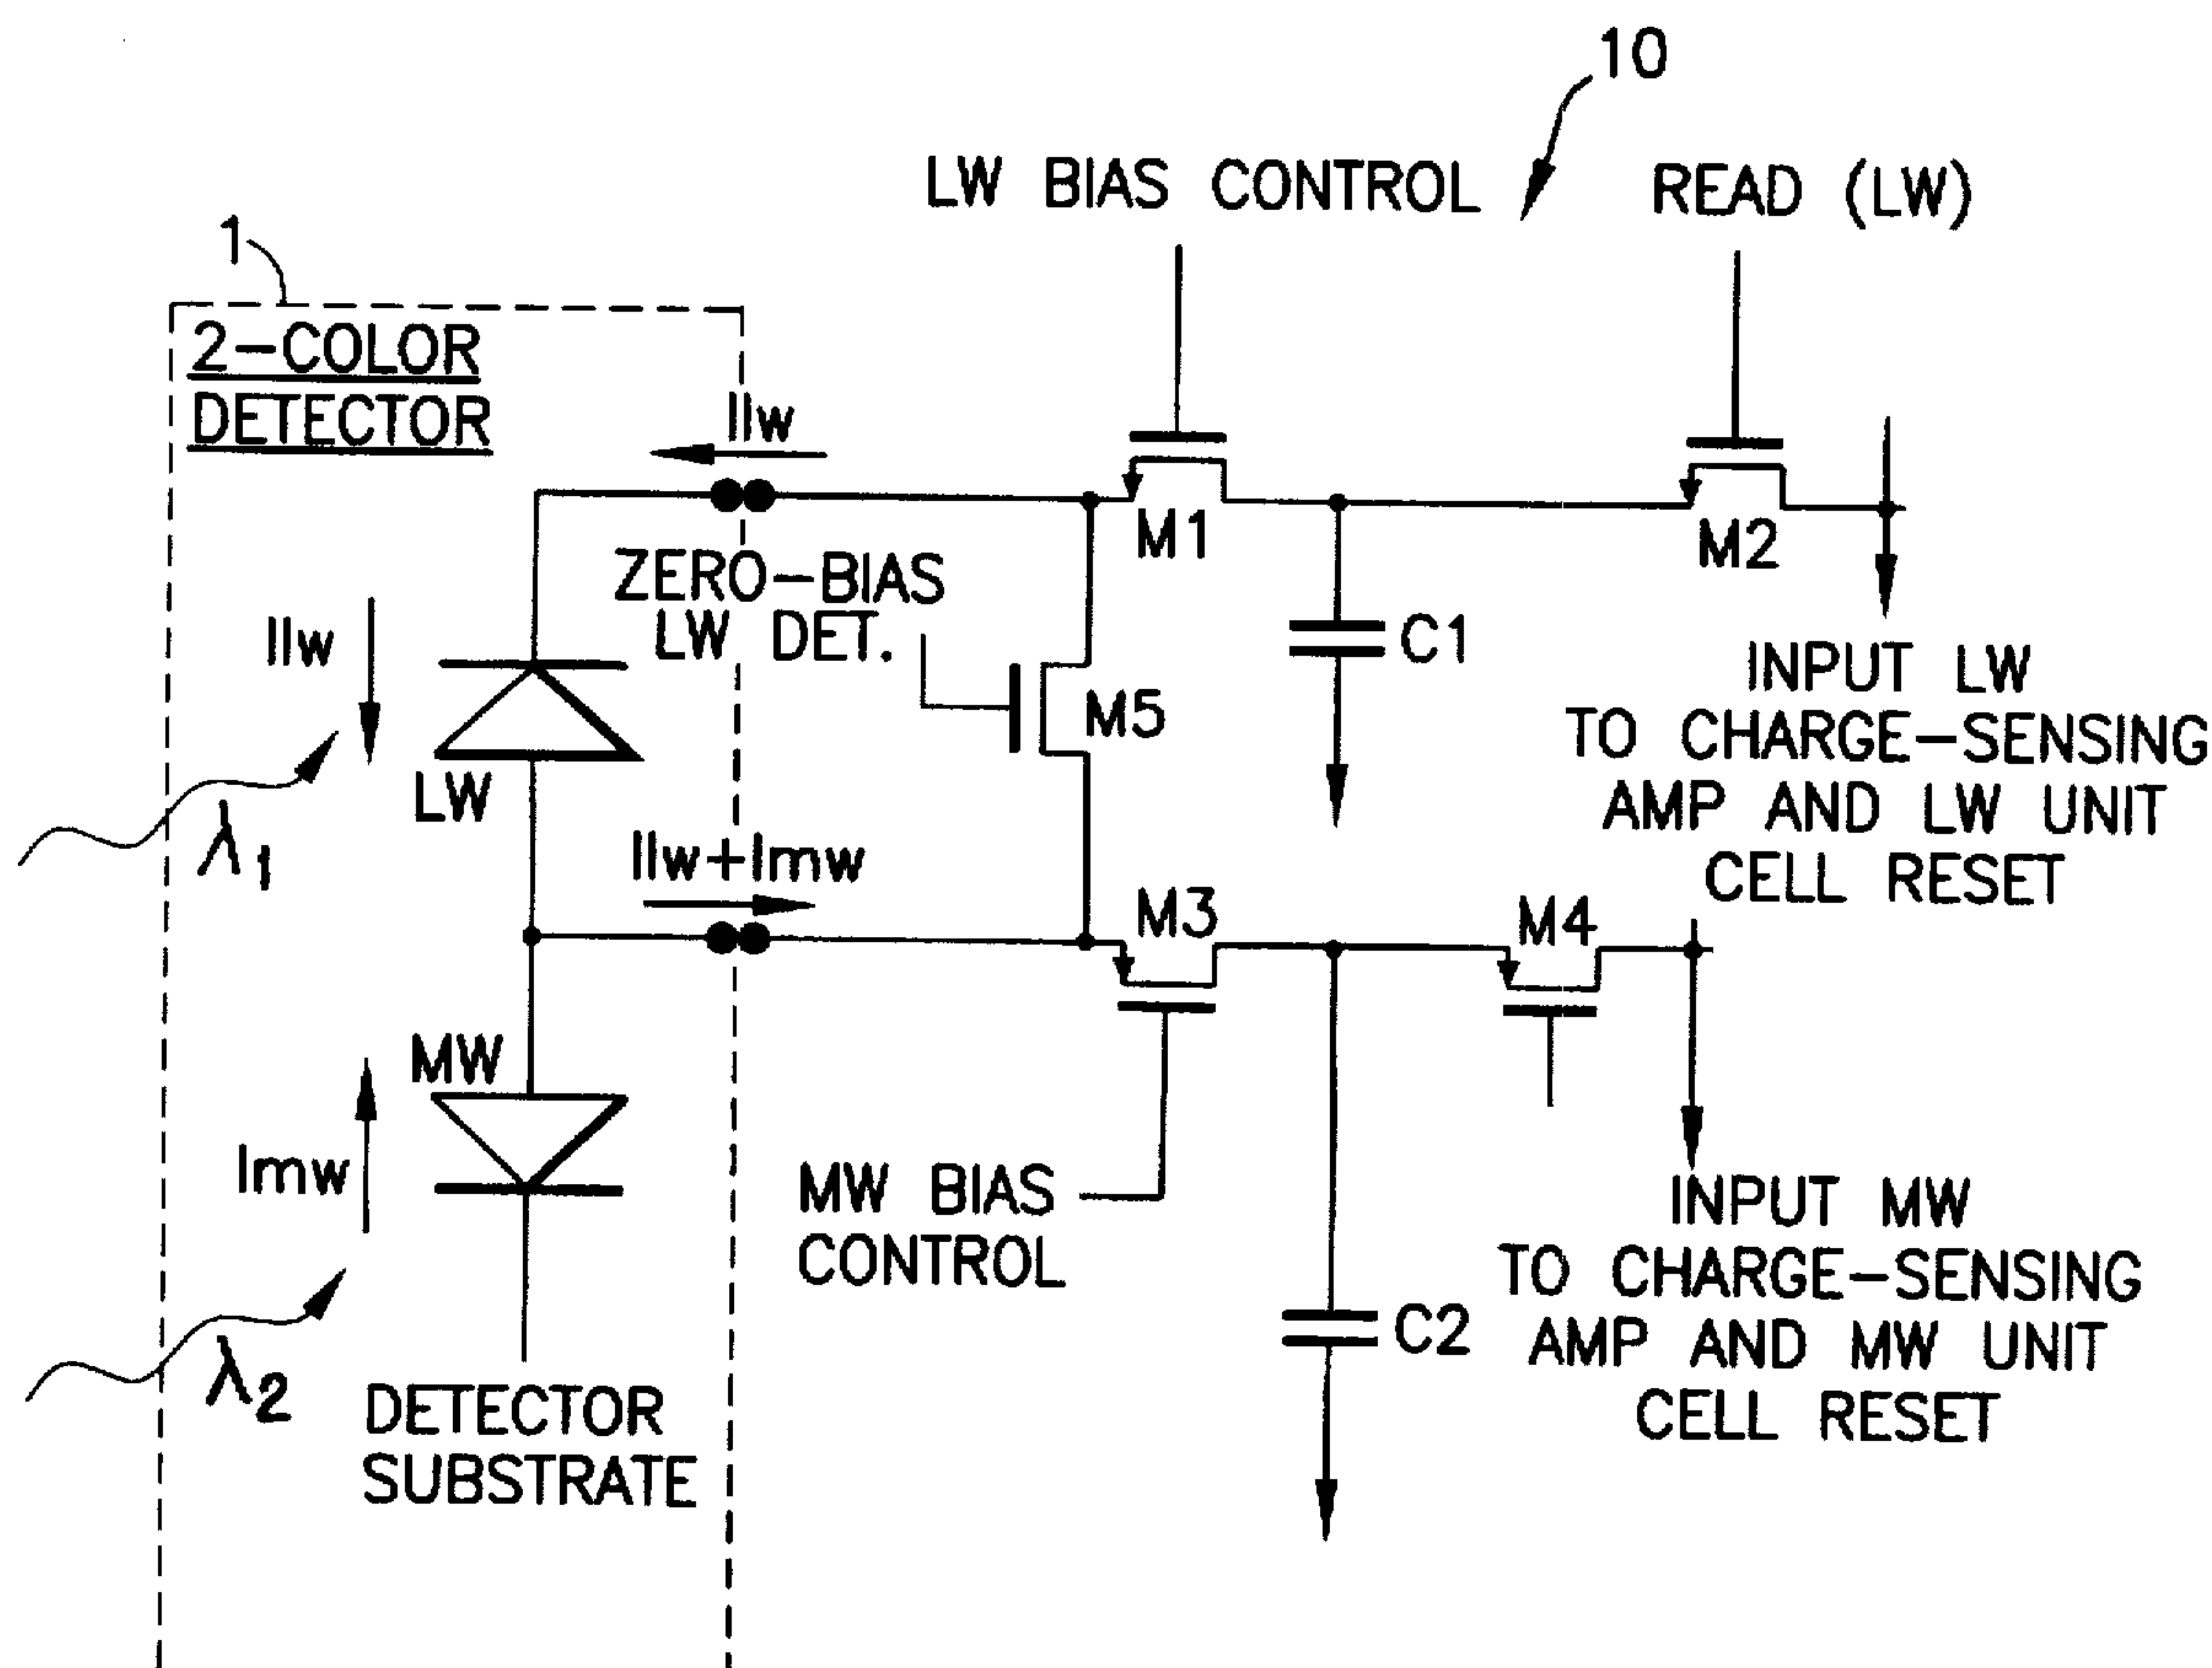 10
LW BIAS CONTROL
READ (LW)
1
2-COLOR
DETECTOR
Ilw
M1
M2
ZERO-BIAS
LW DET.
Ilw
C1
M5
INPUT LW
TO CHARGE-SENSING
AMP AND LW UNIT
CELL RESET
LW
λ1
Ilw+Imw
M3
M4
MW
Imw
MW BIAS
CONTROL
INPUT MW
TO CHARGE-SENSING
AMP AND MW UNIT
CELL RESET
C2
λ2
DETECTOR
SUBSTRATE